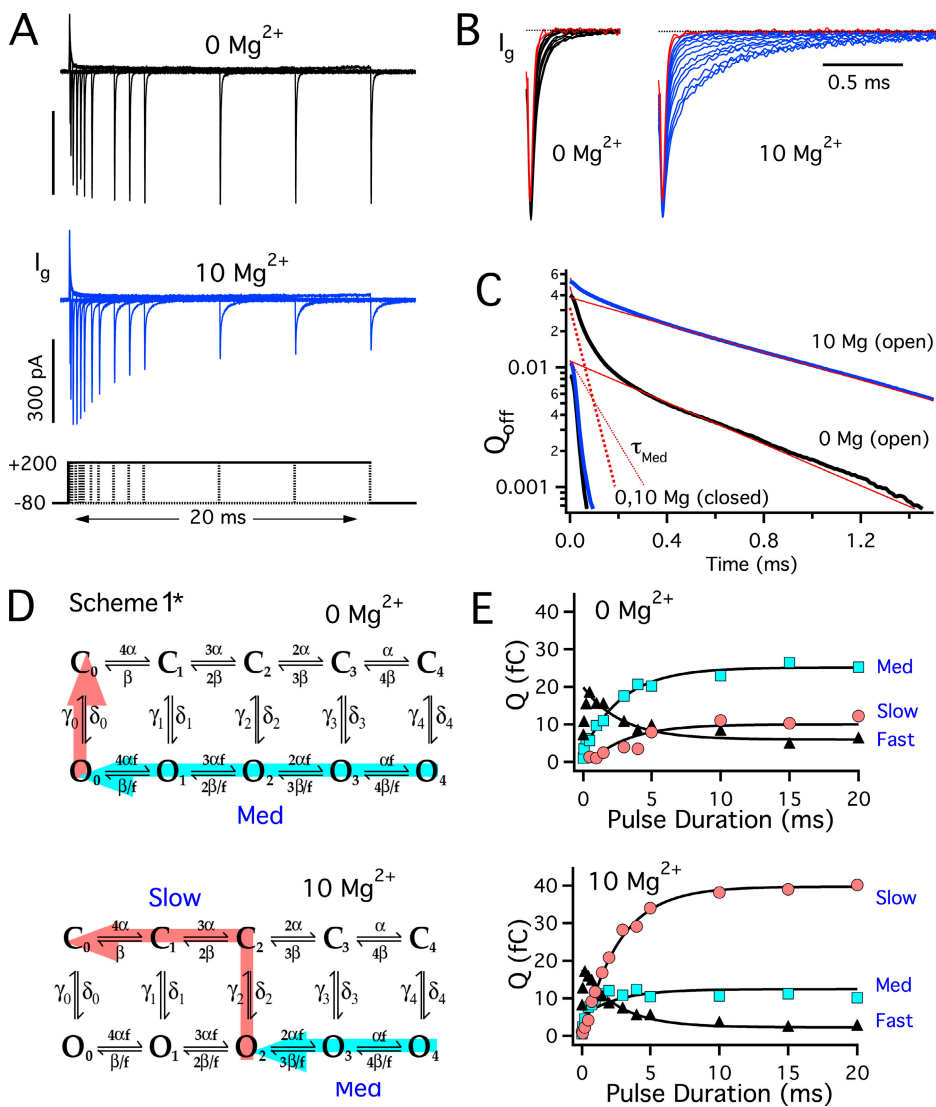 A
0 Mg2+
Ig
10 Mg2+
300 pA
+200
-80
20 ms
B
Ig
0 Mg2+
10 Mg2+
0.5 ms
C
Qoff
6
4
2
0.01
6
4
2
0.001
10 Mg (open)
0 Mg (open)
τMed
0,10 Mg (closed)
0.0 0.4 0.8 1.2
Time (ms)
D
Scheme 1*
0 Mg2+
C0 4α β C1 3α 2β C2 2α 3β C3 α 4β C4
γ0 δ0 γ1 δ1 γ2 δ2 γ3 δ3 γ4 δ4
O0 4αf β/f O1 3αf 2β/f O2 2αf 3β/f O3 αf 4β/f O4
Med
Slow
10 Mg2+
C0 4α β C1 3α 2β C2 2α 3β C3 α 4β C4
γ0 δ0 γ1 δ1 γ2 δ2 γ3 δ3 γ4 δ4
O0 4αf β/f O1 3αf 2β/f O2 2αf 3β/f O3 αf 4β/f O4
Med
E
0 Mg2+
Q (fC)
40
20
0
Med
Slow
Fast
0 5 10 15 20
Pulse Duration (ms)
10 Mg2+
Q (fC)
40
20
0
Slow
Med
Fast
0 5 10 15 20
Pulse Duration (ms)